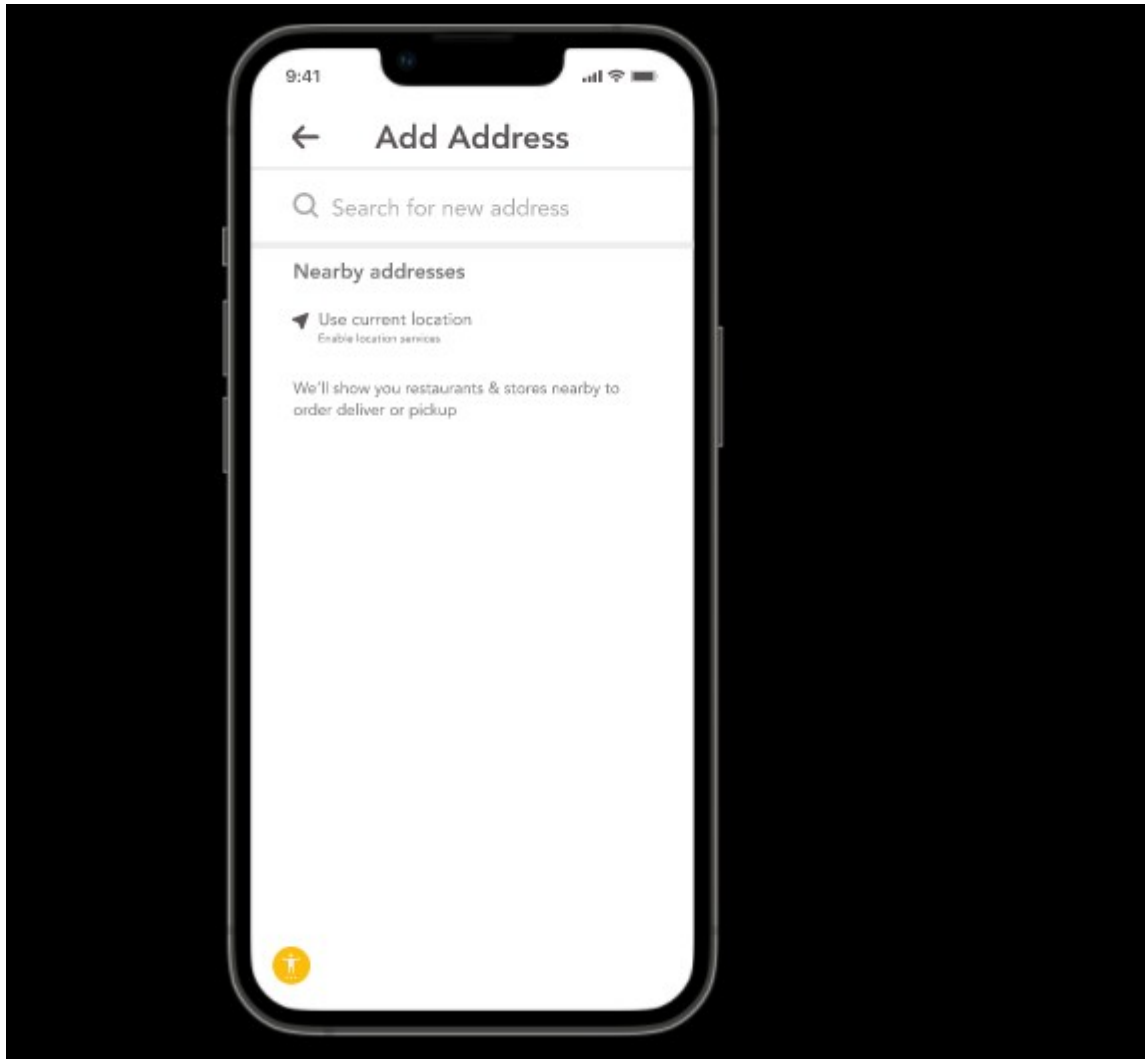 9:41
Add Address
Search for new address
Nearby addresses
Use current location
Enable location services
We'll show you restaurants & stores nearby to
order deliver or pickup